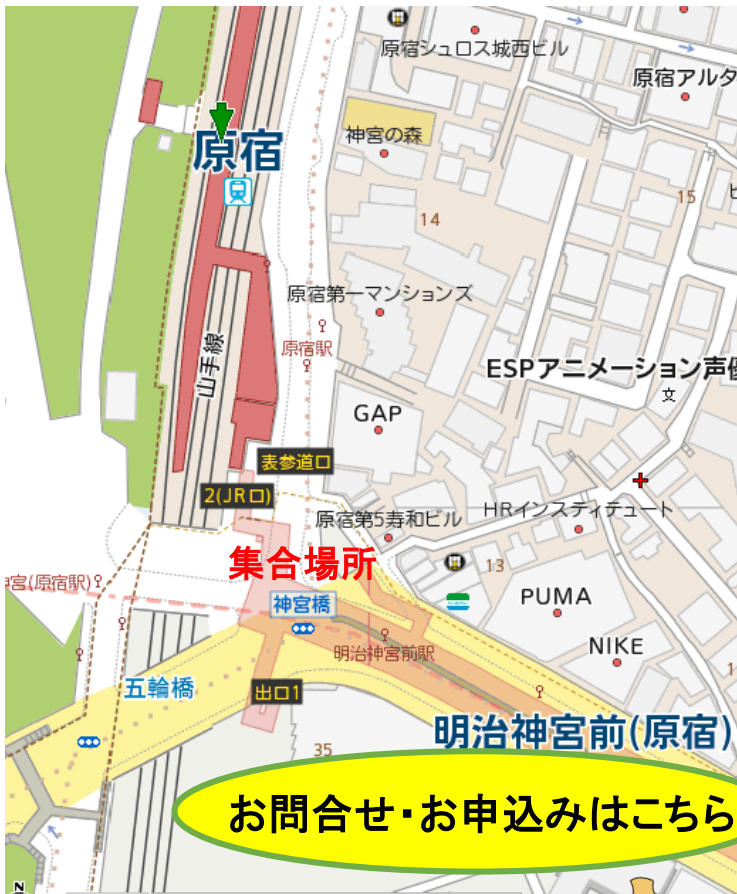 原宿シュロス城西ビル
原宿アルタ
神宮の森
原宿
15
14
原宿第一マンションズ
原宿駅
山手線
ESPアニメーション声優
文
GAP
表参道口
2(JR口)
原宿第5寿和ビル
HRインスティテュート
集合場所
13
神宮(原宿駅)
神宮橋
PUMA
明治神宮前駅
NIKE
五輪橋
出口1
明治神宮前(原宿)
35
お問合せ・お申込みはこちら